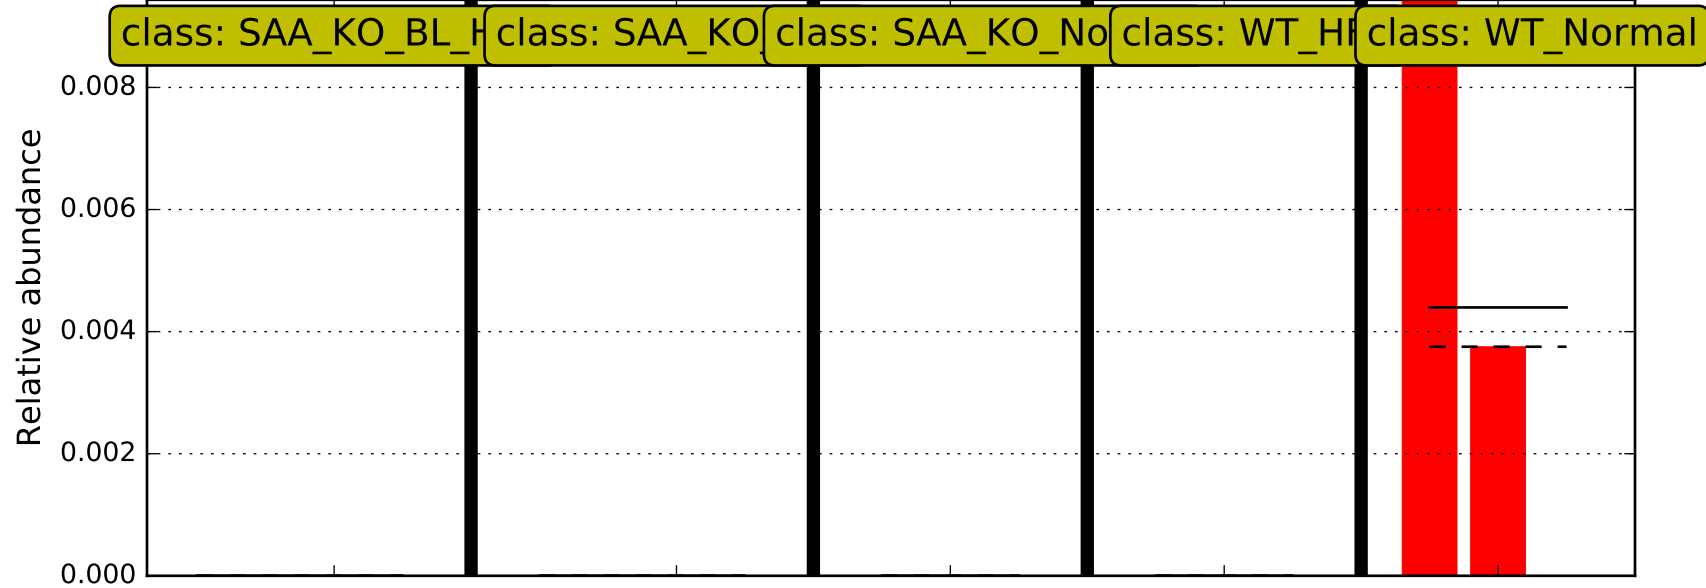 class: SAA_KO_BL_H
class: SAA_KO_
class: SAA_KO_No
class: WT_HF
class: WT_Normal
Relative abundance
0.008
0.006
0.004
0.002
0.000